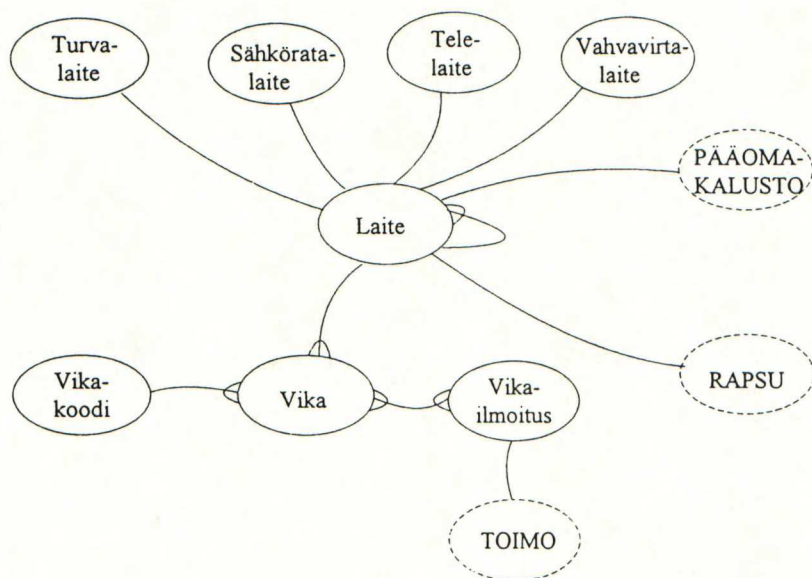 Turva-
laite
Sähkörata-
laite
Tele-
laite
Vahvavirta-
laite
PÄÄOMA-
KALUSTO
Laite
RAPSU
Vika-
koodi
Vika
Vika-
ilmoitus
TOIMO